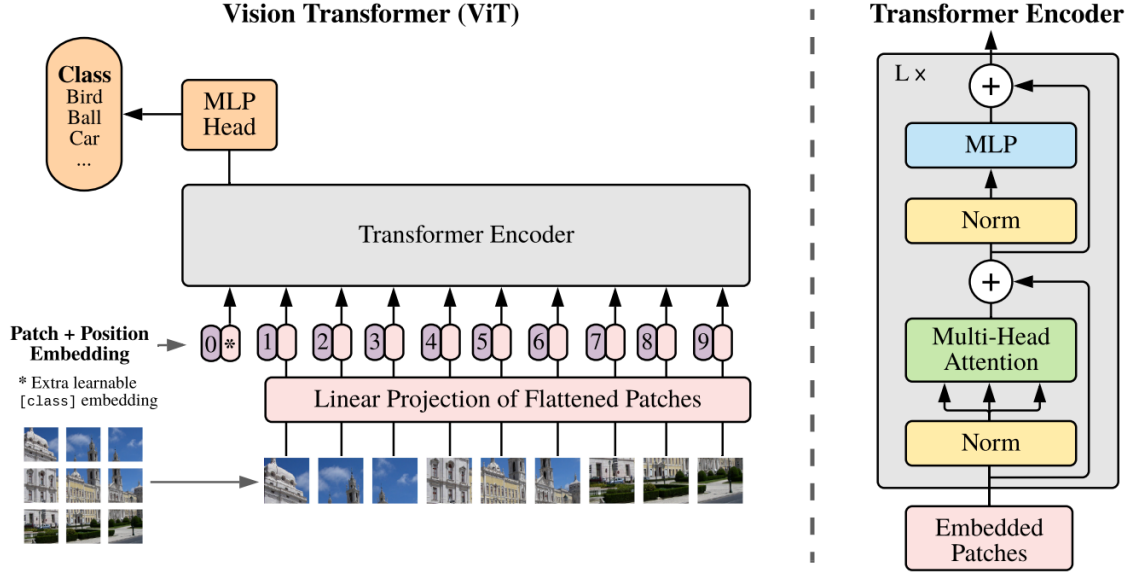 Vision Transformer (ViT)
Class
Bird
Ball
Car
...
MLP
Head
Transformer Encoder
Patch + Position
Embedding
0 * 1 2 3 4 5 6 7 8 9
* Extra learnable
[class] embedding
Linear Projection of Flattened Patches
Transformer Encoder
L ×
+
MLP
Norm
+
Multi-Head
Attention
Norm
Embedded
Patches